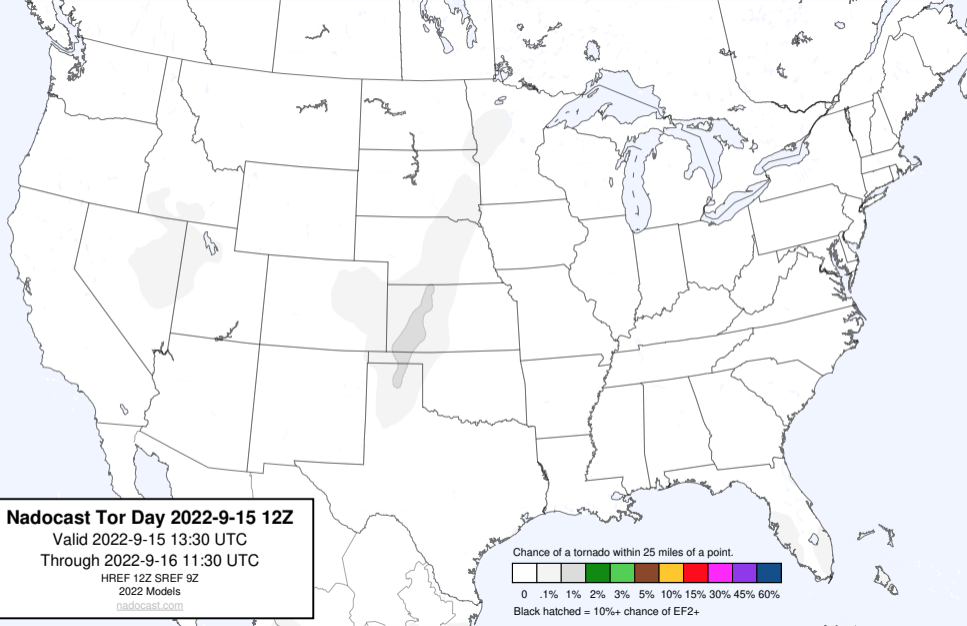 Nadocast Tor Day 2022-9-15 12Z
Valid 2022-9-15 13:30 UTC
Through 2022-9-16 11:30 UTC
HREF 12Z SREF 9Z
2022 Models
nadocast.com
Chance of a tornado within 25 miles of a point.
0 .1% 1% 2% 3% 5% 10% 15% 30% 45% 60%
Black hatched = 10%+ chance of EF2+